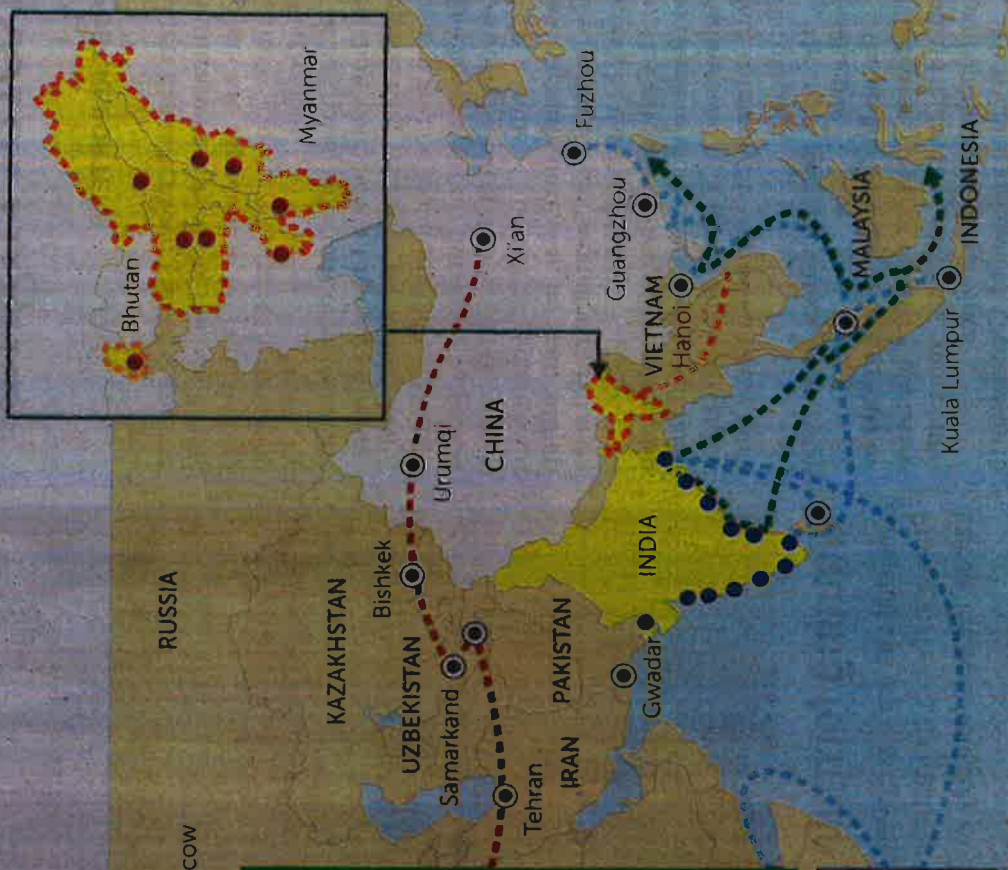 Bhutan
Myanmar
cow
RUSSIA
KAZAKHSTAN
Bishkek
UZBEKISTAN
Samarkand
Urumqi
Xi'an
CHINA
Tehran
IRAN
PAKISTAN
Gwadar
INDIA
Fuzhou
Guangzhou
VIETNAM
Hanoi
MALAYSIA
Kuala Lumpur
INDONESIA